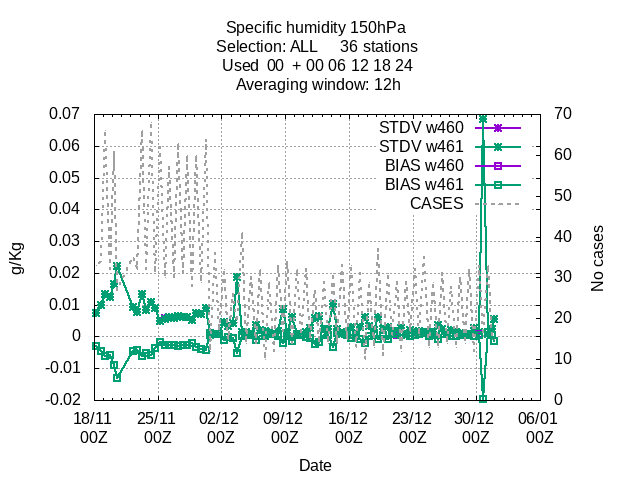 Specific humidity 150hPa
Selection: ALL 36 stations
Used 00 + 00 06 12 18 24
Averaging window: 12h
0.07
0.06
0.05
0.04
0.03
0.02
0.01
0
-0.01
-0.02
g/Kg
STDV w460
STDV w461
BIAS w460
BIAS w461
CASES
70
60
50
40
30
20
10
0
No cases
18/11 25/11 02/12 09/12 16/12 23/12 30/12 06/01
00Z 00Z 00Z 00Z 00Z 00Z 00Z 00Z
Date